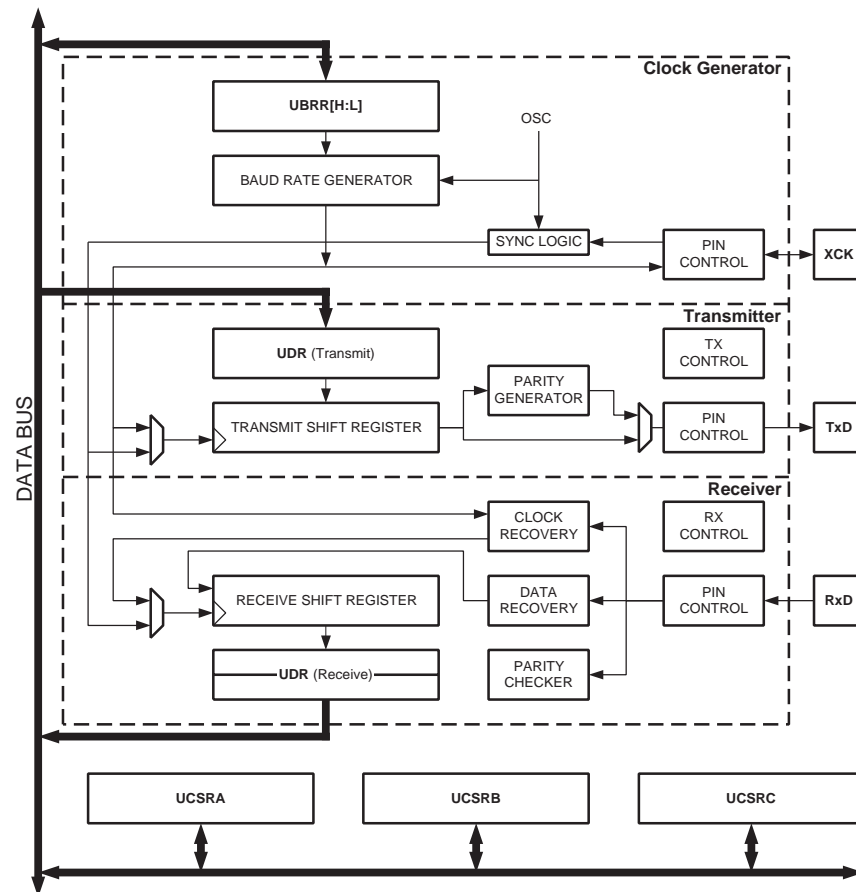 Clock Generator
UBRR[H:L]
OSC
BAUD RATE GENERATOR
SYNC LOGIC
PIN
CONTROL
XCK
Transmitter
UDR (Transmit)
TX
CONTROL
PARITY
GENERATOR
TRANSMIT SHIFT REGISTER
PIN
CONTROL
TxD
DATA BUS
Receiver
CLOCK
RECOVERY
RX
CONTROL
RECEIVE SHIFT REGISTER
DATA
RECOVERY
PIN
CONTROL
RxD
UDR (Receive)
PARITY
CHECKER
UCSRA
UCSRB
UCSRC